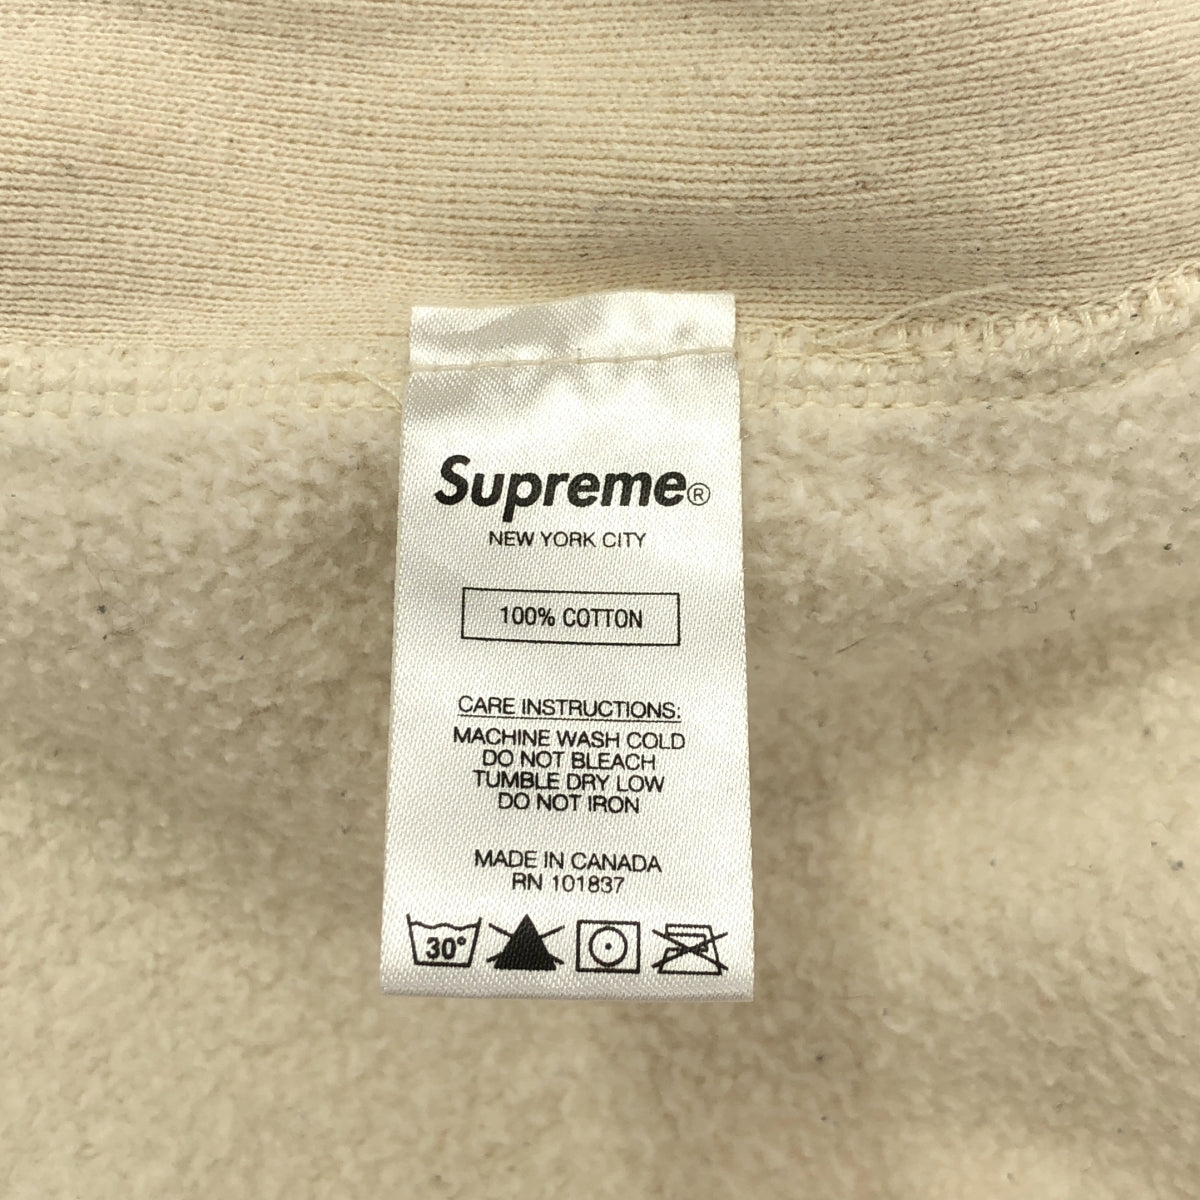 Supreme®
NEW YORK CITY
100% COTTON
CARE INSTRUCTIONS:
MACHINE WASH COLD
DO NOT BLEACH
TUMBLE DRY LOW
DO NOT IRON
MADE IN CANADA
RN 101837
30°